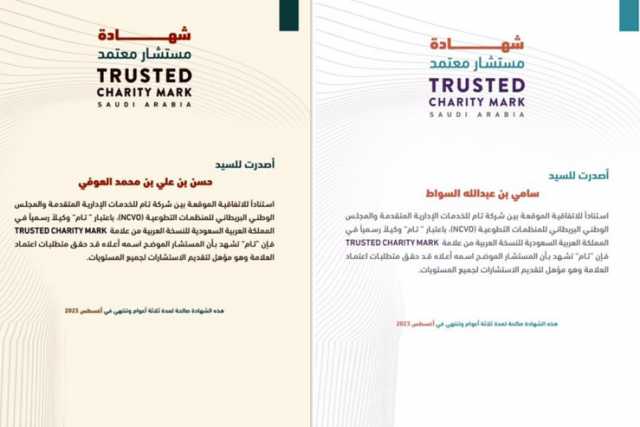 شهـــــادة
مستشار معتمد
TRUSTED
CHARITY MARK
SAUDI ARABIA
أصدرت للسيد
حسن بن علي بن محمد العوفي
استناداً للاتفاقية الموقعة بين شركة تام للخدمات الإدارية المتقدمة والمجلس
الوطني البريطاني للمنظمات التطوعية (NCVO)، باعتبار "تام" وكيلاً رسمياً في
المملكة العربية السعودية للنسخة العربية من علامة TRUSTED CHARITY MARK
فإن "تام" تشهد بأن المستشار الموضح اسمه أعلاه قد حقق متطلبات اعتماد
العلامة وهو مؤهل لتقديم الاستشارات لجميع المستويات.
هذه الشهادة صالحة لمدة ثلاثة أعوام وتنتهي في أغسطس 2023
شهـــــادة
مستشار معتمد
TRUSTED
CHARITY MARK
SAUDI ARABIA
أصدرت للسيد
سامي بن عبدالله السواط
استناداً للاتفاقية الموقعة بين شركة تام للخدمات الإدارية المتقدمة والمجلس
الوطني البريطاني للمنظمات التطوعية (NCVO)، باعتبار "تام" وكيلاً رسمياً في
المملكة العربية السعودية للنسخة العربية من علامة TRUSTED CHARITY MARK
فإن "تام" تشهد بأن المستشار الموضح اسمه أعلاه قد حقق متطلبات اعتماد
العلامة وهو مؤهل لتقديم الاستشارات لجميع المستويات.
هذه الشهادة صالحة لمدة ثلاثة أعوام وتنتهي في أغسطس 2023